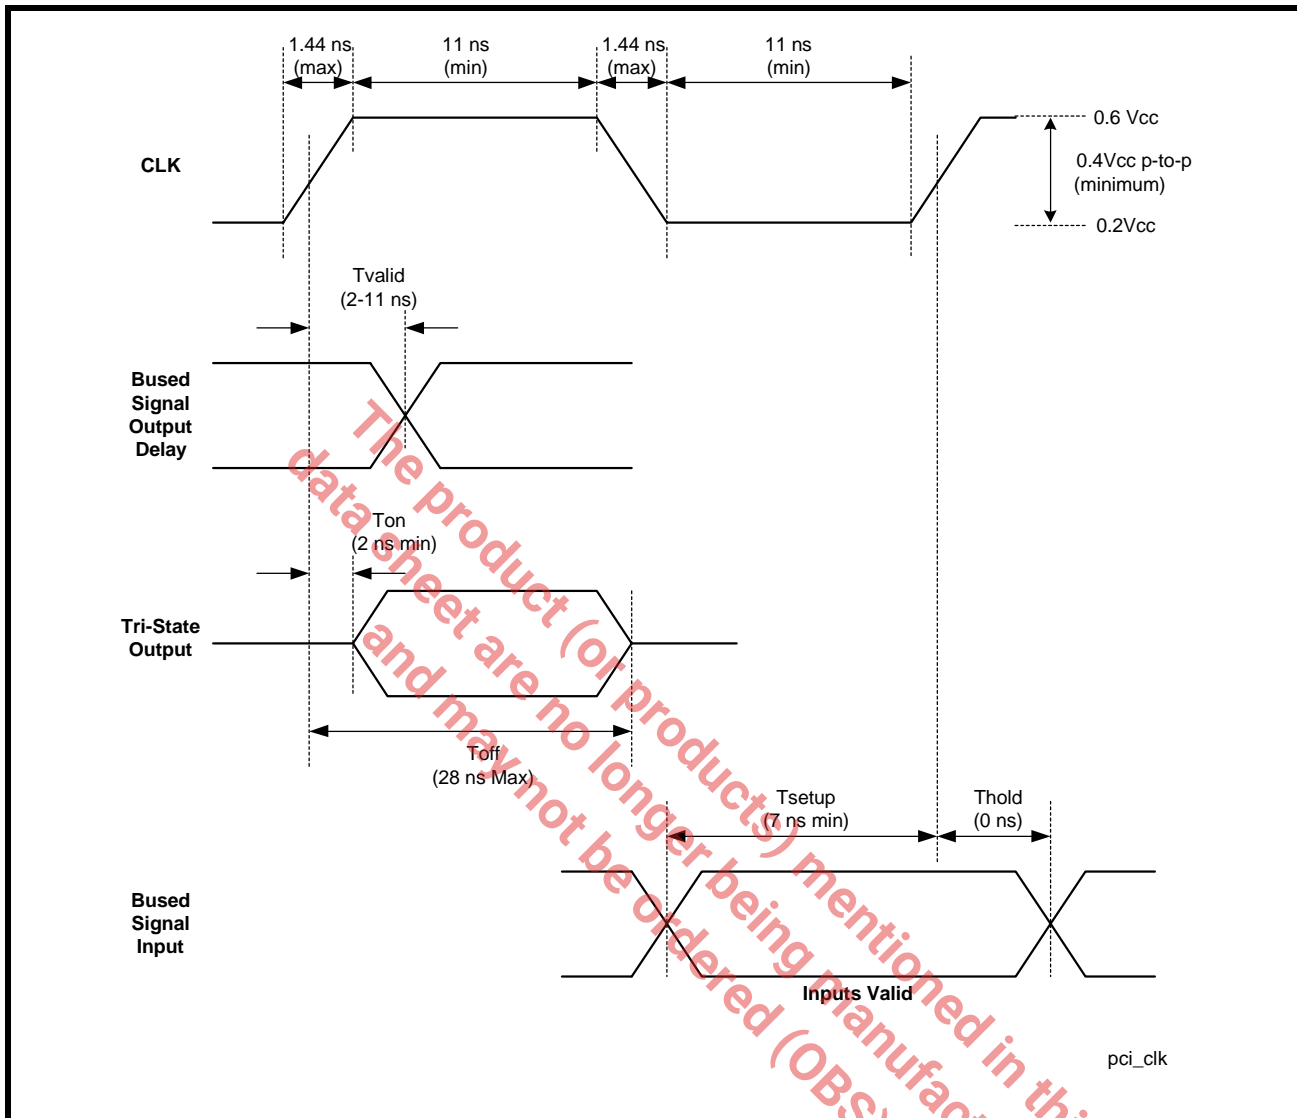 1.44 ns
(max)
11 ns
(min)
1.44 ns
(max)
11 ns
(min)
CLK
0.6 Vcc
0.4Vcc p-to-p
(minimum)
0.2Vcc
Tvalid
(2-11 ns)
Bused
Signal
Output
Delay
Ton
(2 ns min)
Tri-State
Output
Toff
(28 ns Max)
Tsetup
(7 ns min)
Thold
(0 ns)
Bused
Signal
Input
Inputs Valid
pci_clk
The product (or products) mentioned in this
data sheet are no longer being manufact
and may not be ordered (OBS)